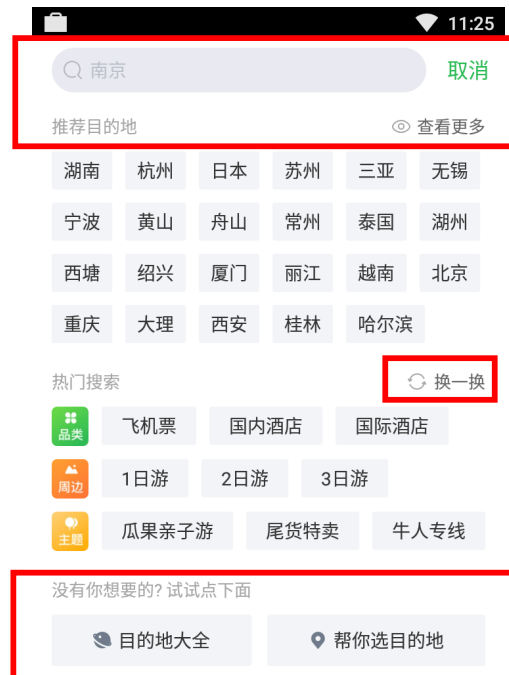 11:25
南京 取消
推荐目的地 查看更多
湖南 杭州 日本 苏州 三亚 无锡
宁波 黄山 舟山 常州 泰国 湖州
西塘 绍兴 厦门 丽江 越南 北京
重庆 大理 西安 桂林 哈尔滨
热门搜索 换一换
品类 飞机票 国内酒店 国际酒店
周边 1日游 2日游 3日游
主题 瓜果亲子游 尾货特卖 牛人专线
没有你想要的? 试试点下面
目的地大全 帮你选目的地